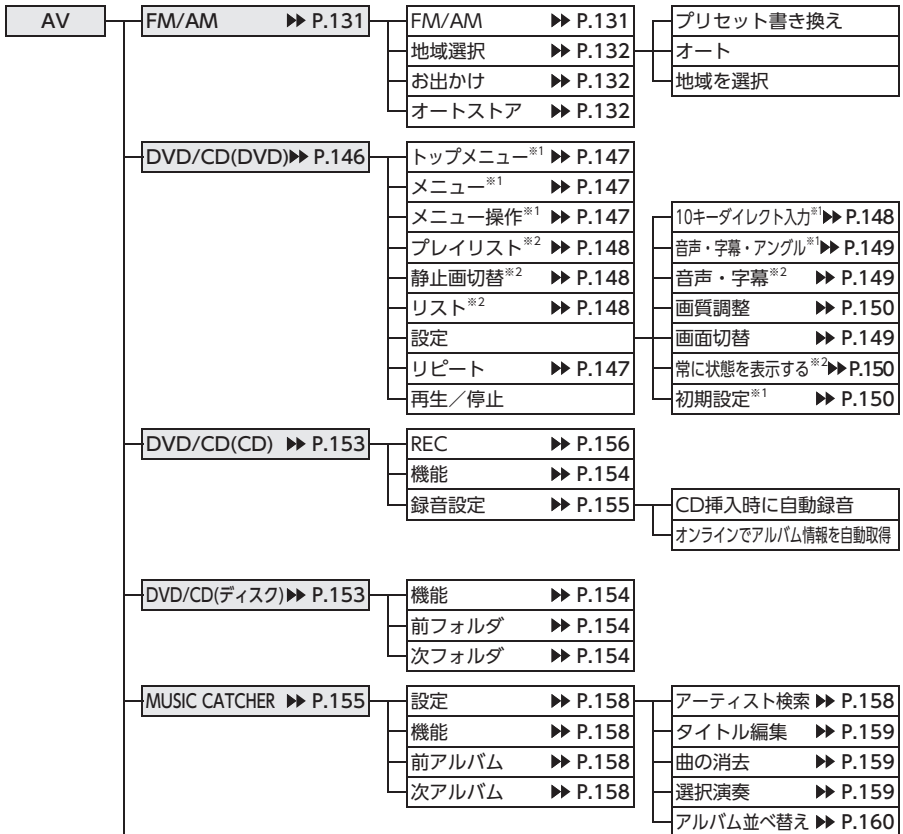 AV
FM/AM ▶▶ P.131
FM/AM ▶▶ P.131
地域選択 ▶▶ P.132
お出かけ ▶▶ P.132
オートストア ▶▶ P.132
プリセット書き換え
オート
地域を選択
DVD/CD(DVD)▶▶ P.146
トップメニュー※1 ▶▶ P.147
メニュー※1 ▶▶ P.147
メニュー操作※1 ▶▶ P.147
プレイリスト※2 ▶▶ P.148
静止画切替※2 ▶▶ P.148
リスト※2 ▶▶ P.148
設定
リピート ▶▶ P.147
再生／停止
10キーダイレクト入力※1▶▶ P.148
音声・字幕・アングル※1▶▶ P.149
音声・字幕※2 ▶▶ P.149
画質調整 ▶▶ P.150
画面切替 ▶▶ P.149
常に状態を表示する※2▶▶ P.150
初期設定※1 ▶▶ P.150
DVD/CD(CD) ▶▶ P.153
REC ▶▶ P.156
機能 ▶▶ P.154
録音設定 ▶▶ P.155
CD挿入時に自動録音
オンラインでアルバム情報を自動取得
DVD/CD(ディスク)▶▶ P.153
機能 ▶▶ P.154
前フォルダ ▶▶ P.154
次フォルダ ▶▶ P.154
MUSIC CATCHER ▶▶ P.155
設定 ▶▶ P.158
機能 ▶▶ P.158
前アルバム ▶▶ P.158
次アルバム ▶▶ P.158
アーティスト検索 ▶▶ P.158
タイトル編集 ▶▶ P.159
曲の消去 ▶▶ P.159
選択演奏 ▶▶ P.159
アルバム並べ替え ▶▶ P.160